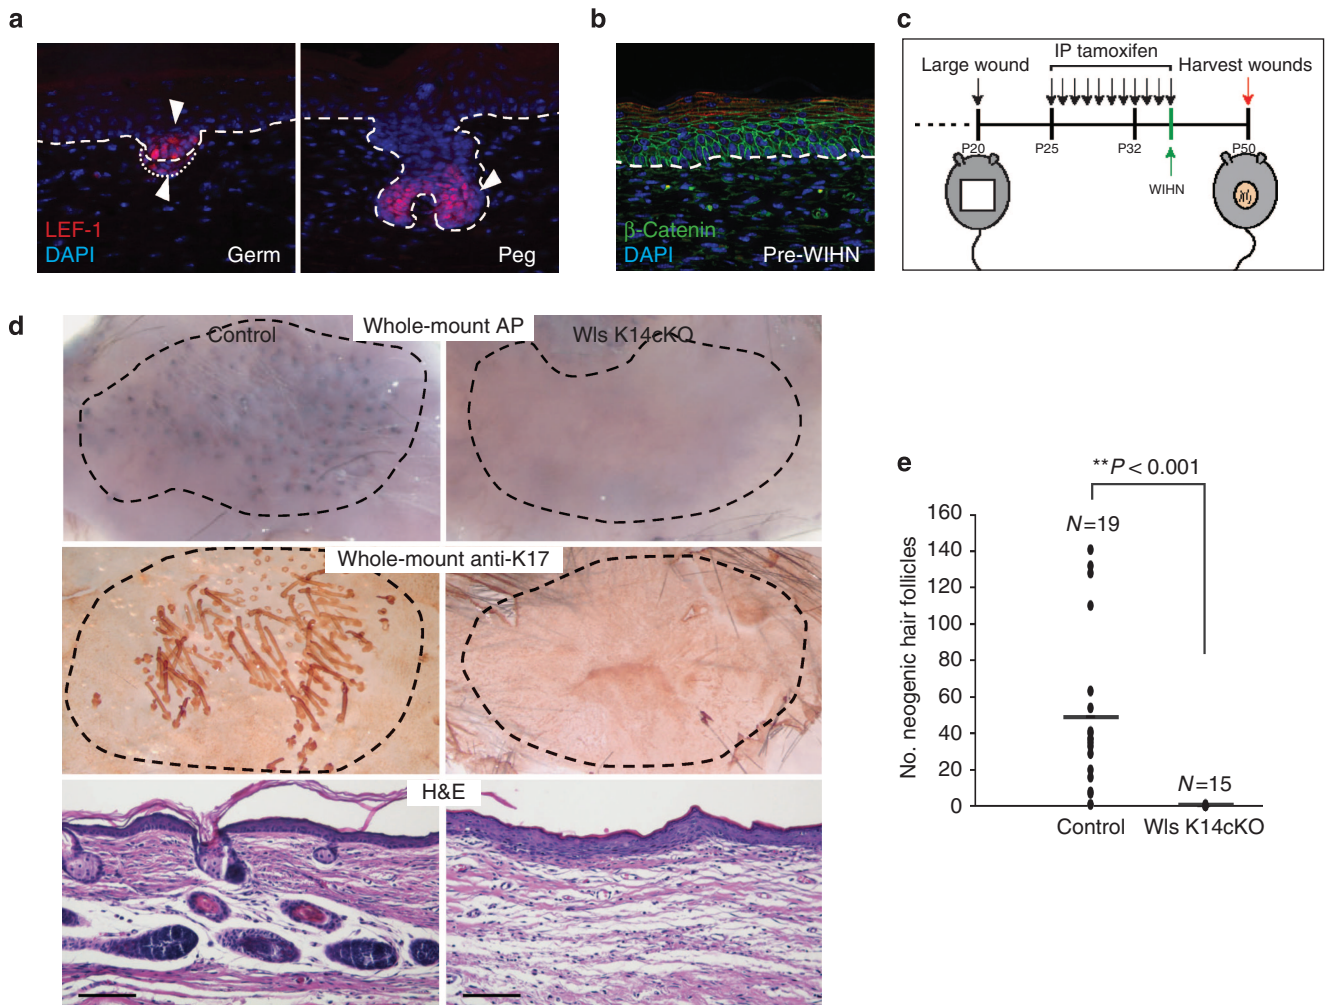 a
LEF-1
DAPI
Germ
Peg
b
β-Catenin
DAPI
Pre-WIHN
c
IP tamoxifen
Large wound
Harvest wounds
P20
P25
P32
P50
WIHN
d
Control
Whole-mount AP
Wls K14cKO
Whole-mount anti-K17
H&E
e
**P < 0.001
No. neogenic hair follicles
160
140
120
100
80
60
40
20
0
N=19
N=15
Control
Wls K14cKO